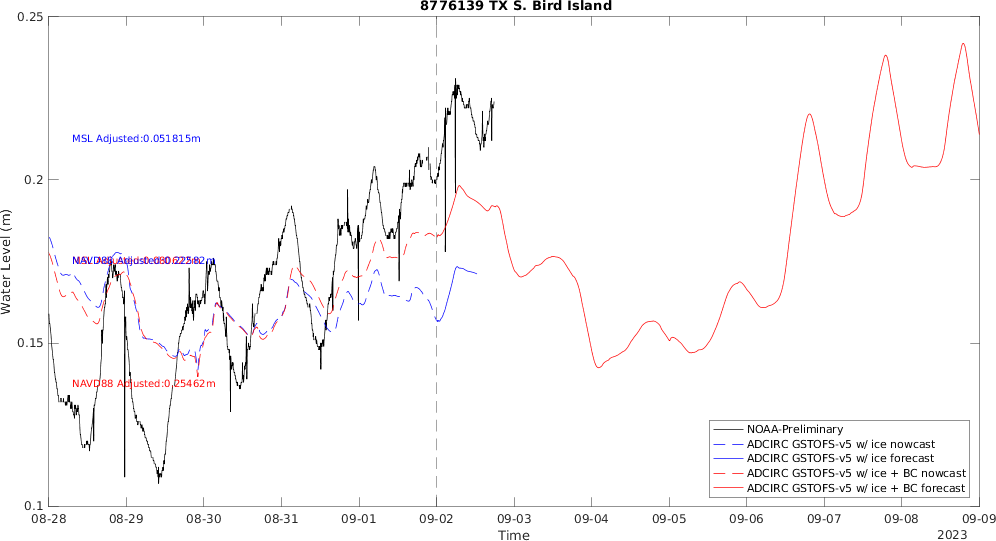 8776139 TX S. Bird Island
0.25
0.2
0.15
0.1
Water Level (m)
MSL Adjusted:0.051815m
NAVD88 Adjusted:0.25462m
NOAA-Preliminary
ADCIRC GSTOFS-v5 w/ ice nowcast
ADCIRC GSTOFS-v5 w/ ice forecast
ADCIRC GSTOFS-v5 w/ ice + BC nowcast
ADCIRC GSTOFS-v5 w/ ice + BC forecast
08-28 08-29 08-30 08-31 09-01 09-02 09-03 09-04 09-05 09-06 09-07 09-08 09-09
Time
2023